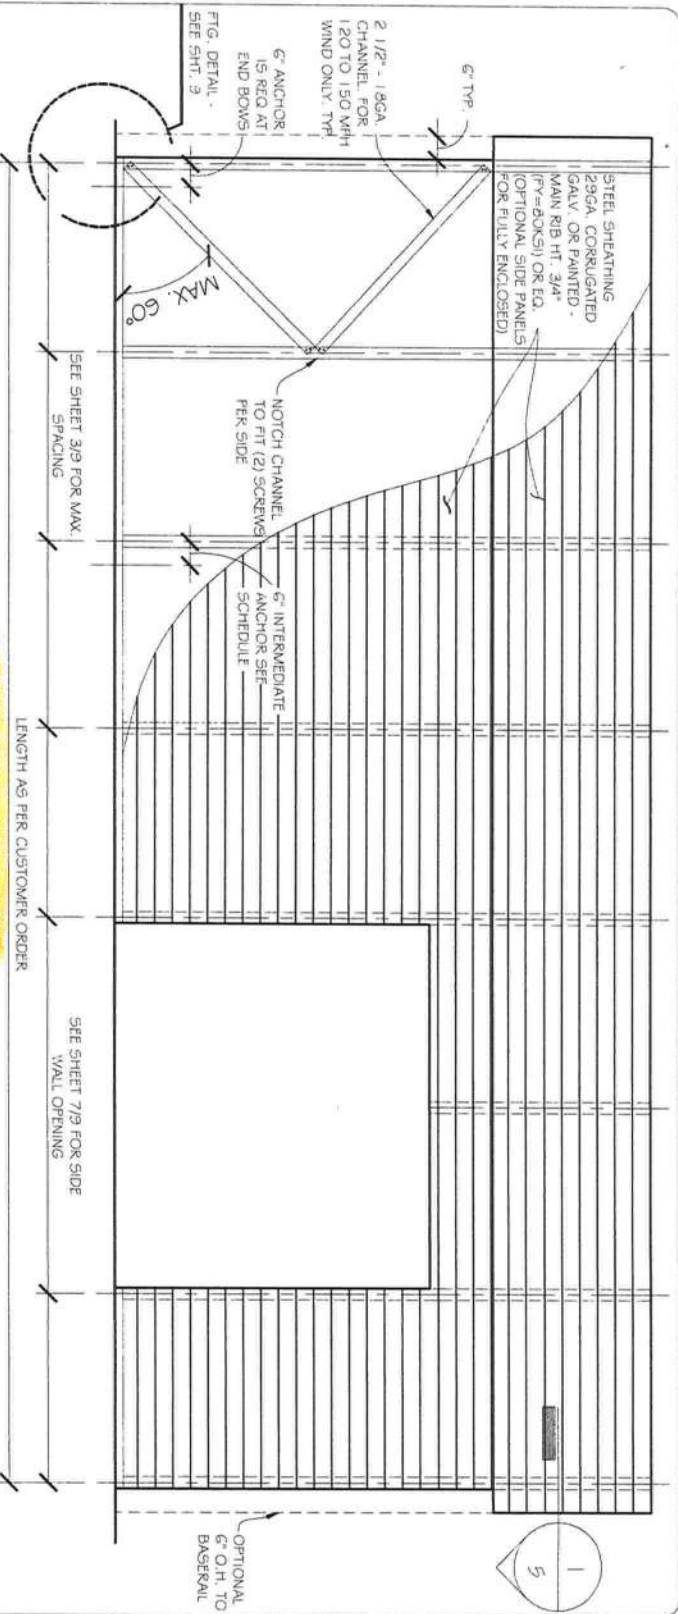 STEEL SHEATHING
29GA. CORRUGATED
GALV. OR PAINTED -
MAIN RIB HT. 3/4"
(FY=80KSI) OR EQ.
(OPTIONAL SIDE PANELS
FOR FULLY ENCLOSED)
6" TYP.
2 1/2" - 18GA.
CHANNEL. FOR
120 TO 150 MPH
WIND ONLY. TYP
6" ANCHOR
IS REQ AT
END BOWS
FTG. DETAIL -
SEE SHT. 9
MAX. 60°
NOTCH CHANNEL
TO FIT (2) SCREWS
PER SIDE
6" INTERMEDIATE
ANCHOR SEE
SCHEDULE
SEE SHEET 3/9 FOR MAX.
SPACING
SEE SHEET 7/9 FOR SIDE
WALL OPENING
LENGTH AS PER CUSTOMER ORDER
OPTIONAL
6" O.H. TO
BASERAIL
1
5